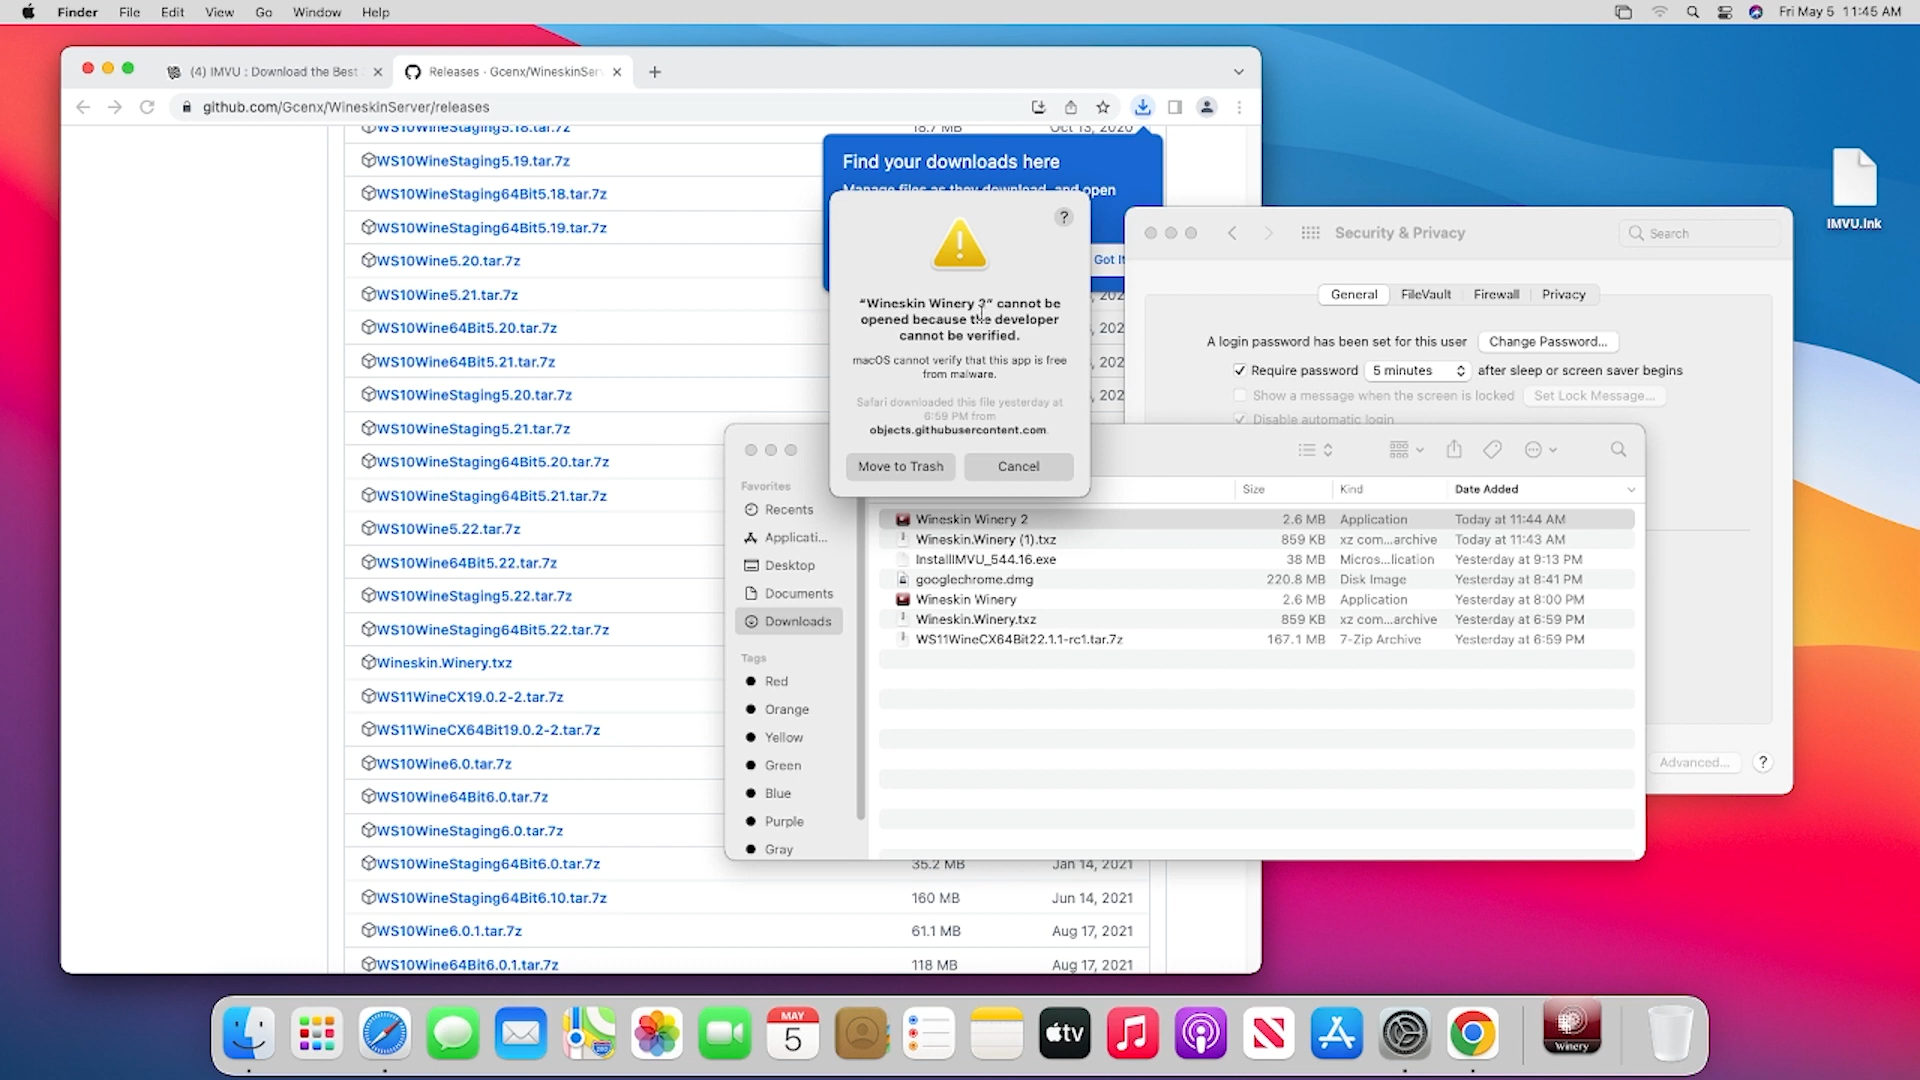 Finder File Edit View Go Window Help
Fri May 5 11:45 AM
(4) IMVU : Download the Best
Releases · Gcenx/WineskinSer
github.com/Gcenx/WineskinServer/releases
WS10WineStaging5.18.tar.7z 18.7 MB Oct 13, 2020
WS10WineStaging5.19.tar.7z
WS10WineStaging64Bit5.18.tar.7z
WS10WineStaging64Bit5.19.tar.7z
WS10Wine5.20.tar.7z
WS10Wine5.21.tar.7z
WS10Wine64Bit5.20.tar.7z
WS10Wine64Bit5.21.tar.7z
WS10WineStaging5.20.tar.7z
WS10WineStaging5.21.tar.7z
WS10WineStaging64Bit5.20.tar.7z
WS10WineStaging64Bit5.21.tar.7z
WS10Wine5.22.tar.7z
WS10Wine64Bit5.22.tar.7z
WS10WineStaging5.22.tar.7z
WS10WineStaging64Bit5.22.tar.7z
Wineskin.Winery.txz
WS11WineCX19.0.2-2.tar.7z
WS11WineCX64Bit19.0.2-2.tar.7z
WS10Wine6.0.tar.7z
WS10Wine64Bit6.0.tar.7z
WS10WineStaging6.0.tar.7z
WS10WineStaging64Bit6.0.tar.7z 35.2 MB Jan 14, 2021
WS10WineStaging64Bit6.10.tar.7z 160 MB Jun 14, 2021
WS10Wine6.0.1.tar.7z 61.1 MB Aug 17, 2021
WS10Wine64Bit6.0.1.tar.7z 118 MB Aug 17, 2021
Find your downloads here
Manage files as they download, and open
Got it
?
"Wineskin Winery 2" cannot be
opened because the developer
cannot be verified.
macOS cannot verify that this app is free
from malware.
Safari downloaded this file yesterday at
6:59 PM from
objects.githubusercontent.com.
Move to Trash Cancel
Security & Privacy
Search
General FileVault Firewall Privacy
A login password has been set for this user Change Password...
Require password 5 minutes after sleep or screen saver begins
Show a message when the screen is locked Set Lock Message...
Disable automatic login
Advanced... ?
Favorites
Recents
Applicati...
Desktop
Documents
Downloads
Tags
Red
Orange
Yellow
Green
Blue
Purple
Gray
Size Kind Date Added
Wineskin Winery 2 2.6 MB Application Today at 11:44 AM
Wineskin.Winery (1).txz 859 KB xz com...archive Today at 11:43 AM
InstallIMVU_544.16.exe 38 MB Micros...lication Yesterday at 9:13 PM
googlechrome.dmg 220.8 MB Disk Image Yesterday at 8:41 PM
Wineskin Winery 2.6 MB Application Yesterday at 8:00 PM
Wineskin.Winery.txz 859 KB xz com...archive Yesterday at 6:59 PM
WS11WineCX64Bit22.1.1-rc1.tar.7z 167.1 MB 7-Zip Archive Yesterday at 6:59 PM
IMVU.lnk
MAY
5
tv
Winery